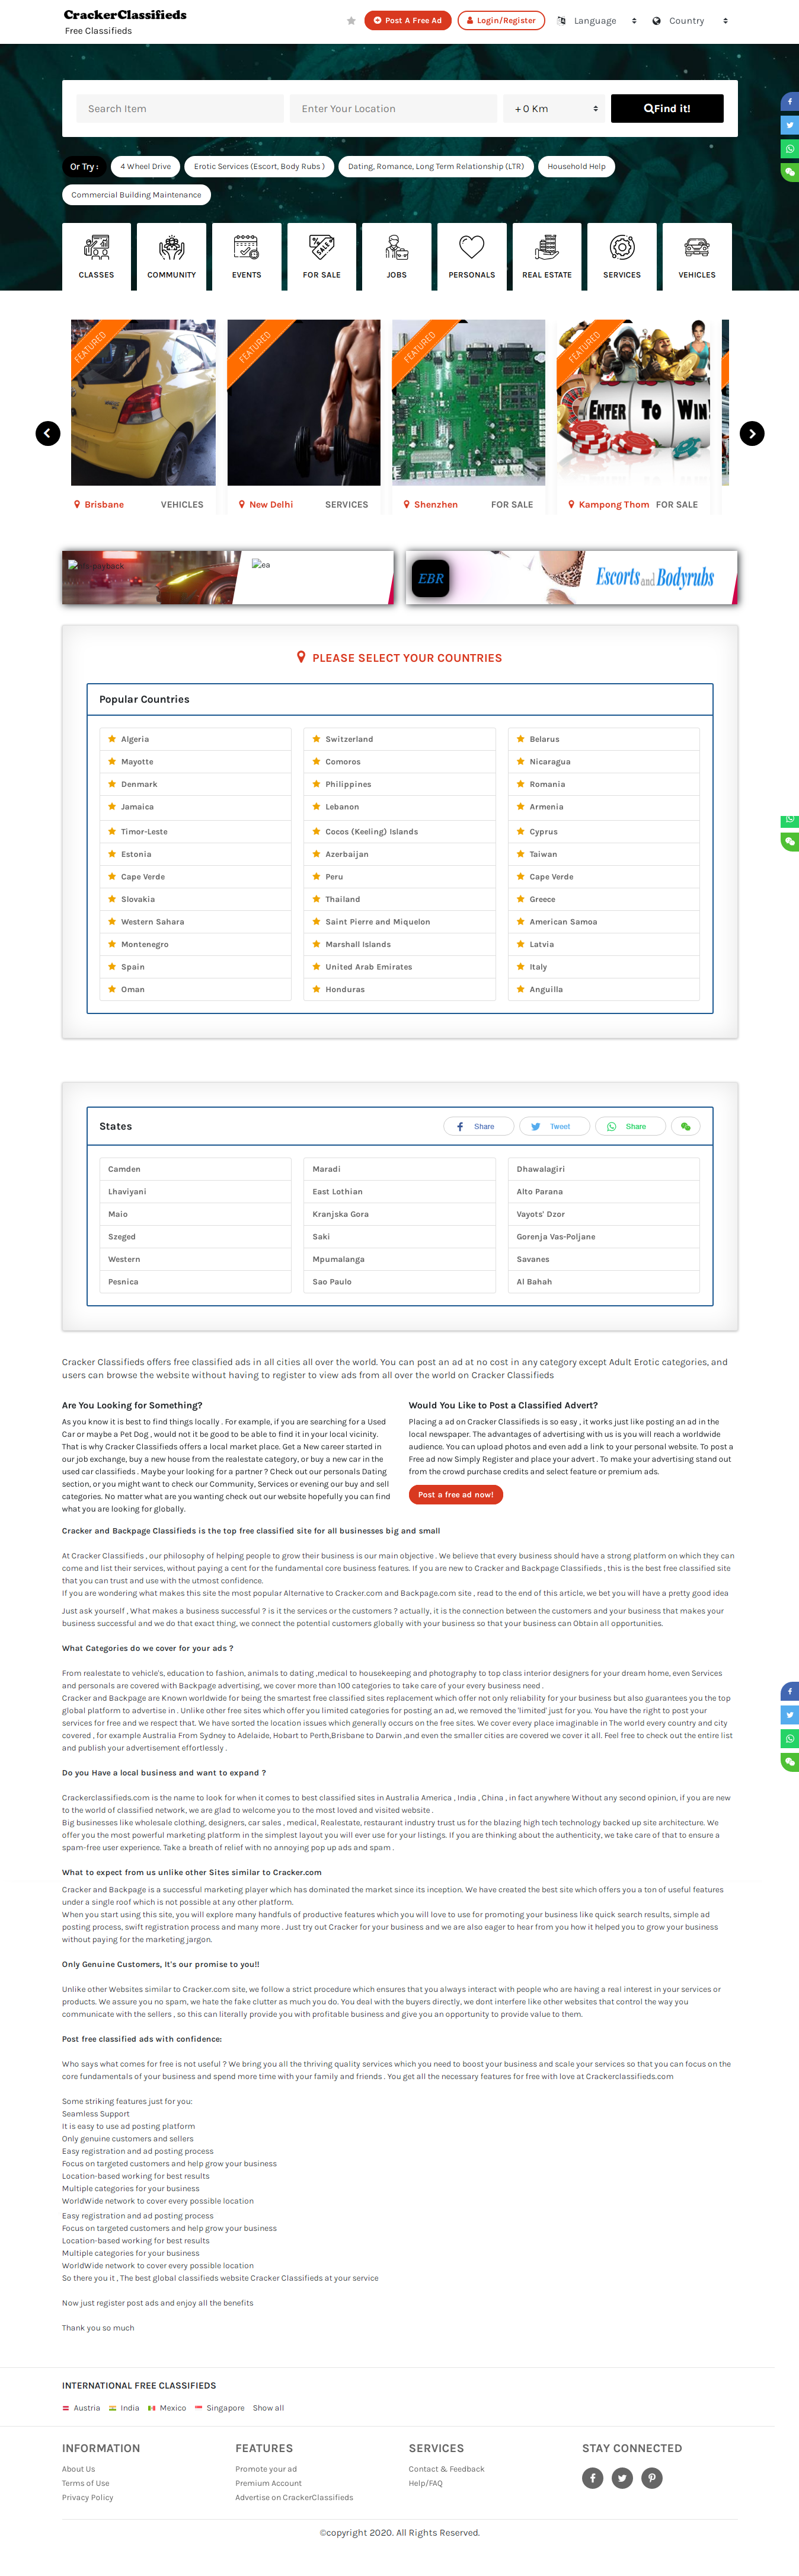 CrackerClassifieds
Free Classifieds
Post A Free Ad
Login/Register
Language
Country
Search Item
Enter Your Location
+ 0 Km
Find it!
Or Try :
4 Wheel Drive
Erotic Services (Escort, Body Rubs )
Dating, Romance, Long Term Relationship (LTR)
Household Help
Commercial Building Maintenance
CLASSES
COMMUNITY
EVENTS
FOR SALE
JOBS
PERSONALS
REAL ESTATE
SERVICES
VEHICLES
FEATURED
FEATURED
FEATURED
FEATURED
ENTER TO WIN!
Brisbane VEHICLES
New Delhi SERVICES
Shenzhen FOR SALE
Kampong Thom FOR SALE
ea
EBR
Escorts and Bodyrubs
PLEASE SELECT YOUR COUNTRIES
Popular Countries
Algeria Switzerland Belarus
Mayotte Comoros Nicaragua
Denmark Philippines Romania
Jamaica Lebanon Armenia
Timor-Leste Cocos (Keeling) Islands Cyprus
Estonia Azerbaijan Taiwan
Cape Verde Peru Cape Verde
Slovakia Thailand Greece
Western Sahara Saint Pierre and Miquelon American Samoa
Montenegro Marshall Islands Latvia
Spain United Arab Emirates Italy
Oman Honduras Anguilla
States
Share
Tweet
Share
Camden Maradi Dhawalagiri
Lhaviyani East Lothian Alto Parana
Maio Kranjska Gora Vayots' Dzor
Szeged Saki Gorenja Vas-Poljane
Western Mpumalanga Savanes
Pesnica Sao Paulo Al Bahah
Cracker Classifieds offers free classified ads in all cities all over the world. You can post an ad at no cost in any category except Adult Erotic categories, and
users can browse the website without having to register to view ads from all over the world on Cracker Classifieds
Are You Looking for Something?
As you know it is best to find things locally . For example, if you are searching for a Used
Car or maybe a Pet Dog , would not it be good to be able to find it in your local vicinity.
That is why Cracker Classifieds offers a local market place. Get a New career started in
our job exchange, buy a new house from the realestate category, or buy a new car in the
used car classifieds . Maybe your looking for a partner ? Check out our personals Dating
section, or you might want to check our Community, Services or evening our buy and sell
categories. No matter what are you wanting check out our website hopefully you can find
what you are looking for globally.
Would You Like to Post a Classified Advert?
Placing a ad on Cracker Classifieds is so easy , it works just like posting an ad in the
local newspaper. The advantages of advertising with us is you will reach a worldwide
audience. You can upload photos and even add a link to your personal website. To post a
Free ad now Simply Register and place your advert . To make your advertising stand out
from the crowd purchase credits and select feature or premium ads.
Post a free ad now!
Cracker and Backpage Classifieds is the top free classified site for all businesses big and small
At Cracker Classifieds , our philosophy of helping people to grow their business is our main objective . We believe that every business should have a strong platform on which they can
come and list their services, without paying a cent for the fundamental core business features. If you are new to Cracker and Backpage Classifieds , this is the best free classified site
that you can trust and use with the utmost confidence.
If you are wondering what makes this site the most popular Alternative to Cracker.com and Backpage.com site , read to the end of this article, we bet you will have a pretty good idea
Just ask yourself , What makes a business successful ? is it the services or the customers ? actually, it is the connection between the customers and your business that makes your
business successful and we do that exact thing, we connect the potential customers globally with your business so that your business can Obtain all opportunities.
What Categories do we cover for your ads ?
From realestate to vehicle's, education to fashion, animals to dating ,medical to housekeeping and photography to top class interior designers for your dream home, even Services
and personals are covered with Backpage advertising, we cover more than 100 categories to take care of your every business need .
Cracker and Backpage are Known worldwide for being the smartest free classified sites replacement which offer not only reliability for your business but also guarantees you the top
global platform to advertise in . Unlike other free sites which offer you limited categories for posting an ad, we removed the 'limited' just for you. You have the right to post your
services for free and we respect that. We have sorted the location issues which generally occurs on the free sites. We cover every place imaginable in The world every country and city
covered , for example Australia From Sydney to Adelaide, Hobart to Perth,Brisbane to Darwin ,and even the smaller cities are covered we cover it all. Feel free to check out the entire list
and publish your advertisement effortlessly .
Do you Have a local business and want to expand ?
Crackerclassifieds.com is the name to look for when it comes to best classified sites in Australia America , India , China , in fact anywhere Without any second opinion, if you are new
to the world of classified network, we are glad to welcome you to the most loved and visited website .
Big businesses like wholesale clothing, designers, car sales , medical, Realestate, restaurant industry trust us for the blazing high tech technology backed up site architecture. We
offer you the most powerful marketing platform in the simplest layout you will ever use for your listings. If you are thinking about the authenticity, we take care of that to ensure a
spam-free user experience. Take a breath of relief with no annoying pop up ads and spam .
What to expect from us unlike other Sites similar to Cracker.com
Cracker and Backpage is a successful marketing player which has dominated the market since its inception. We have created the best site which offers you a ton of useful features
under a single roof which is not possible at any other platform.
When you start using this site, you will explore many handfuls of productive features which you will love to use for promoting your business like quick search results, simple ad
posting process, swift registration process and many more . Just try out Cracker for your business and we are also eager to hear from you how it helped you to grow your business
without paying for the marketing jargon.
Only Genuine Customers, It's our promise to you!!
Unlike other Websites similar to Cracker.com site, we follow a strict procedure which ensures that you always interact with people who are having a real interest in your services or
products. We assure you no spam, we hate the fake clutter as much you do. You deal with the buyers directly, we dont interfere like other websites that control the way you
communicate with the sellers , so this can literally provide you with profitable business and give you an opportunity to provide value to them.
Post free classified ads with confidence:
Who says what comes for free is not useful ? We bring you all the thriving quality services which you need to boost your business and scale your services so that you can focus on the
core fundamentals of your business and spend more time with your family and friends . You get all the necessary features for free with love at Crackerclassifieds.com
Some striking features just for you:
Seamless Support
It is easy to use ad posting platform
Only genuine customers and sellers
Easy registration and ad posting process
Focus on targeted customers and help grow your business
Location-based working for best results
Multiple categories for your business
WorldWide network to cover every possible location
Easy registration and ad posting process
Focus on targeted customers and help grow your business
Location-based working for best results
Multiple categories for your business
WorldWide network to cover every possible location
So there you it , The best global classifieds website Cracker Classifieds at your service
Now just register post ads and enjoy all the benefits
Thank you so much
INTERNATIONAL FREE CLASSIFIEDS
Austria India Mexico Singapore Show all
INFORMATION
About Us
Terms of Use
Privacy Policy
FEATURES
Promote your ad
Premium Account
Advertise on CrackerClassifieds
SERVICES
Contact & Feedback
Help/FAQ
STAY CONNECTED
©copyright 2020. All Rights Reserved.